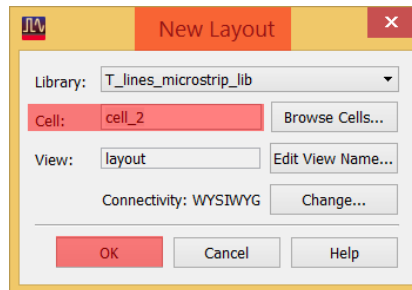 New Layout
Library: T_lines_microstrip_lib
Cell: cell_2 Browse Cells...
View: layout Edit View Name...
Connectivity: WYSIWYG Change...
OK Cancel Help